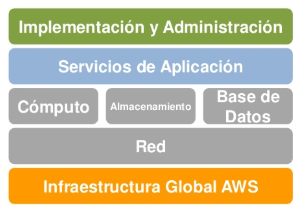 Implementación y Administración
Servicios de Aplicación
Cómputo
Almacenamiento
Base de
Datos
Red
Infraestructura Global AWS